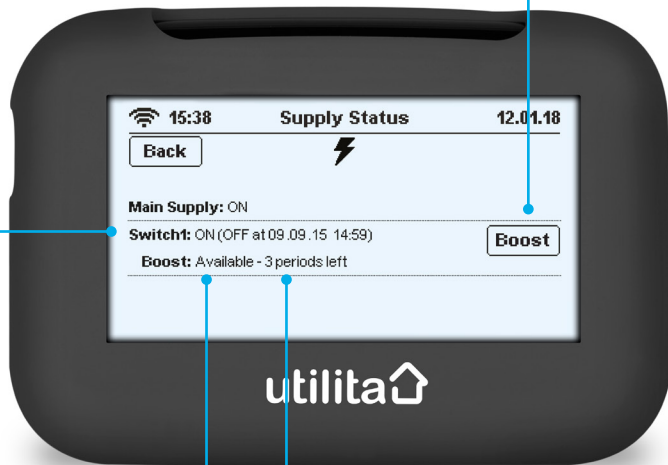 15:38 Supply Status 12.01.18
Back
Main Supply: ON
Switch1: ON (OFF at 09.09.15 14:59)
Boost
Boost: Available - 3 periods left
utilita